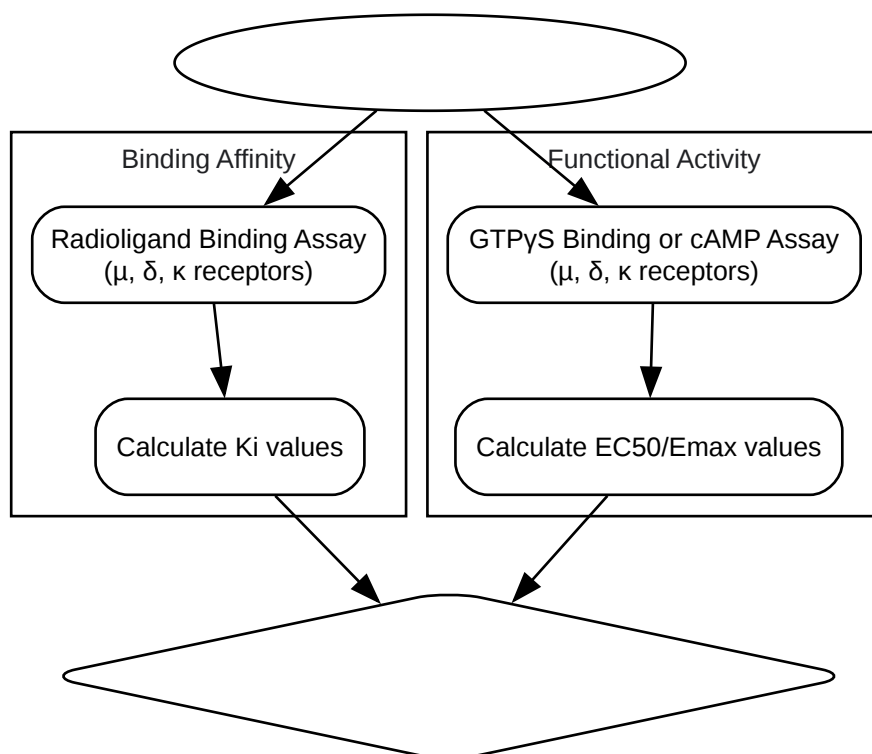 Binding Affinity
Radioligand Binding Assay
(μ, δ, κ receptors)
Calculate Ki values
Functional Activity
GTPγS Binding or cAMP Assay
(μ, δ, κ receptors)
Calculate EC50/Emax values